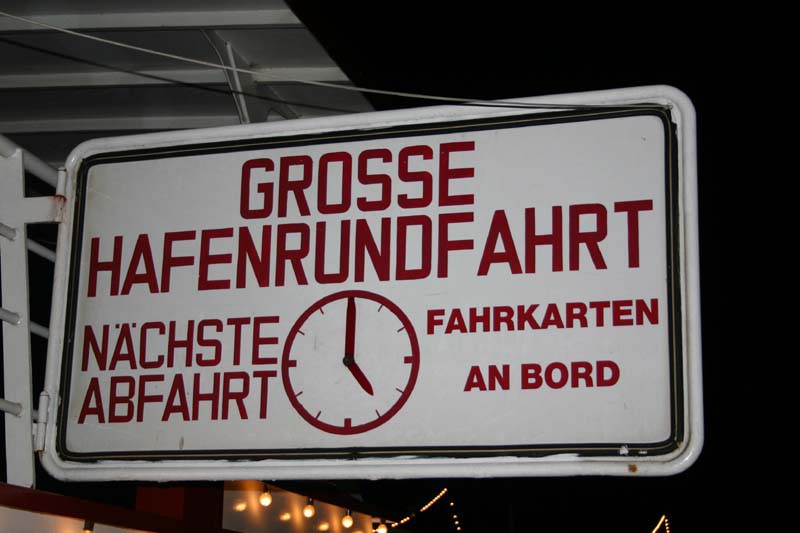 GROSSE
HAFENRUNDFAHRT
NÄCHSTE
ABFAHRT
FAHRKARTEN
AN BORD